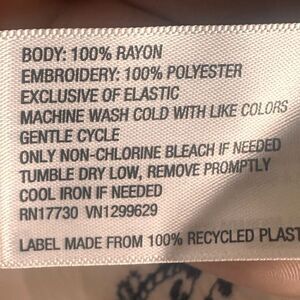 BODY: 100% RAYON
EMBROIDERY: 100% POLYESTER
EXCLUSIVE OF ELASTIC
MACHINE WASH COLD WITH LIKE COLORS
GENTLE CYCLE
ONLY NON-CHLORINE BLEACH IF NEEDED
TUMBLE DRY LOW, REMOVE PROMPTLY
COOL IRON IF NEEDED
RN17730 VN1299629
LABEL MADE FROM 100% RECYCLED PLAST